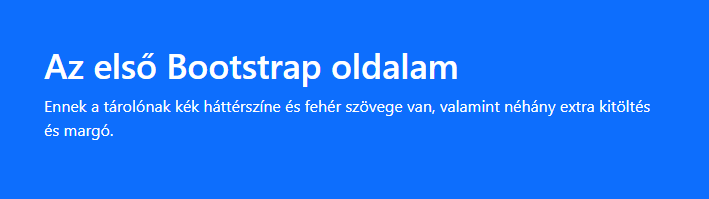 Az első Bootstrap oldalam
Ennek a tárolónak kék háttérszíne és fehér szövege van, valamint néhány extra kitöltés
és margó.